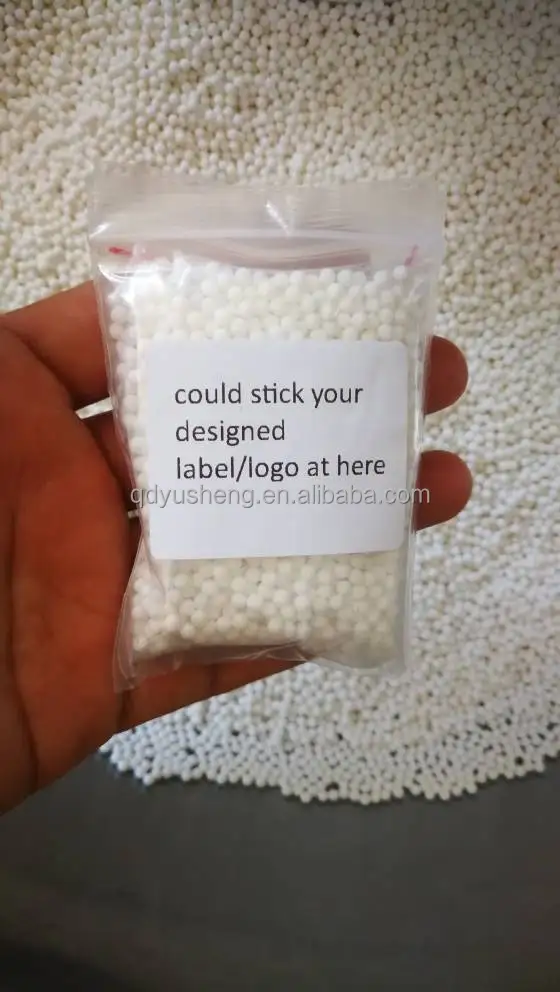 could stick your
designed
label/logo at here
qdyusheng.en.alibaba.com